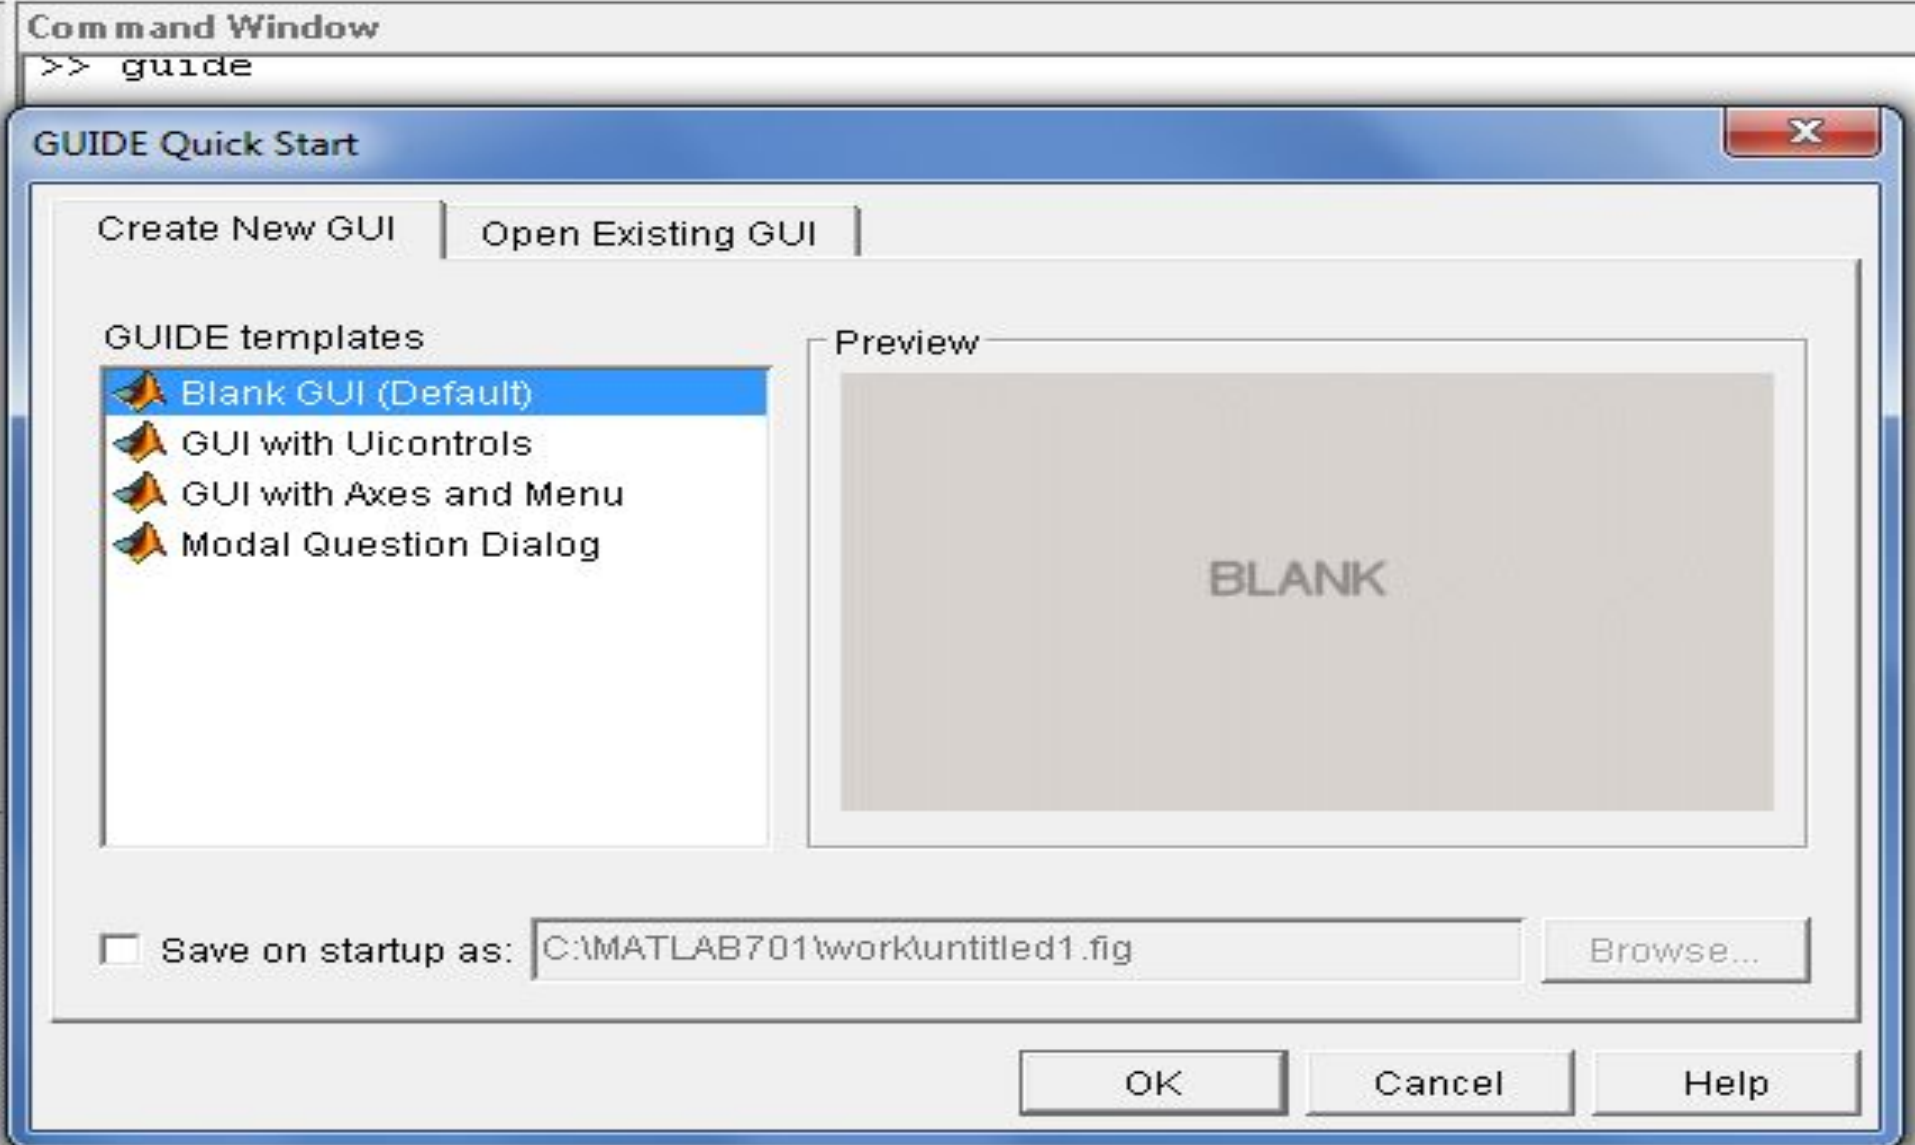 Command Window
>> guide
GUIDE Quick Start
Create New GUI
Open Existing GUI
GUIDE templates
Blank GUI (Default)
GUI with Uicontrols
GUI with Axes and Menu
Modal Question Dialog
Preview
BLANK
Save on startup as: C:\MATLAB701\work\untitled1.fig Browse...
OK Cancel Help